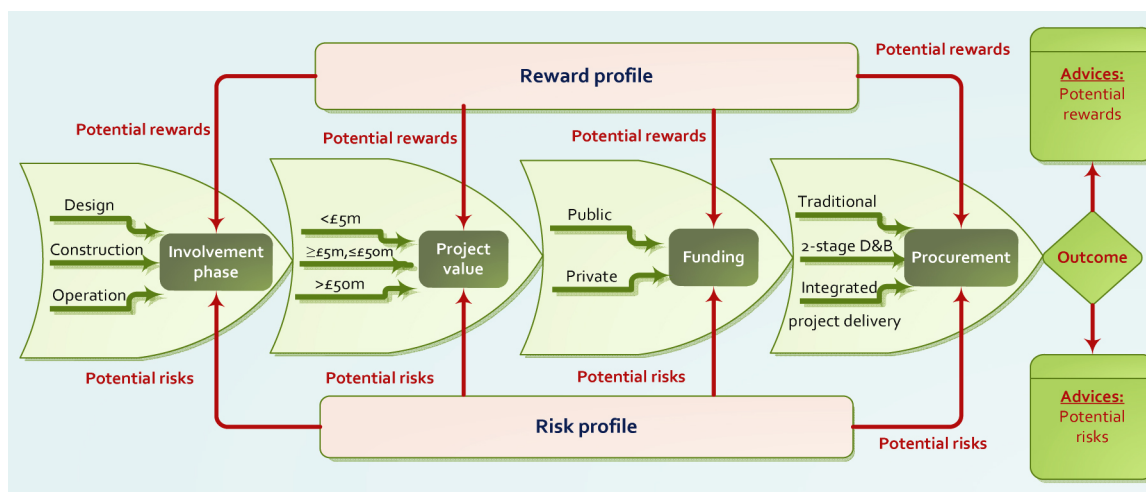 Reward profile
Potential rewards
Potential rewards
Potential rewards
Potential rewards
Design
Construction
Operation
Involvement
phase
<£5m
≥£5m,≤£50m
>£50m
Project
value
Public
Private
Funding
Traditional
2-stage D&B
Integrated
project delivery
Procurement
Outcome
Advices:
Potential
rewards
Potential risks
Potential risks
Potential risks
Potential risks
Risk profile
Advices:
Potential
risks